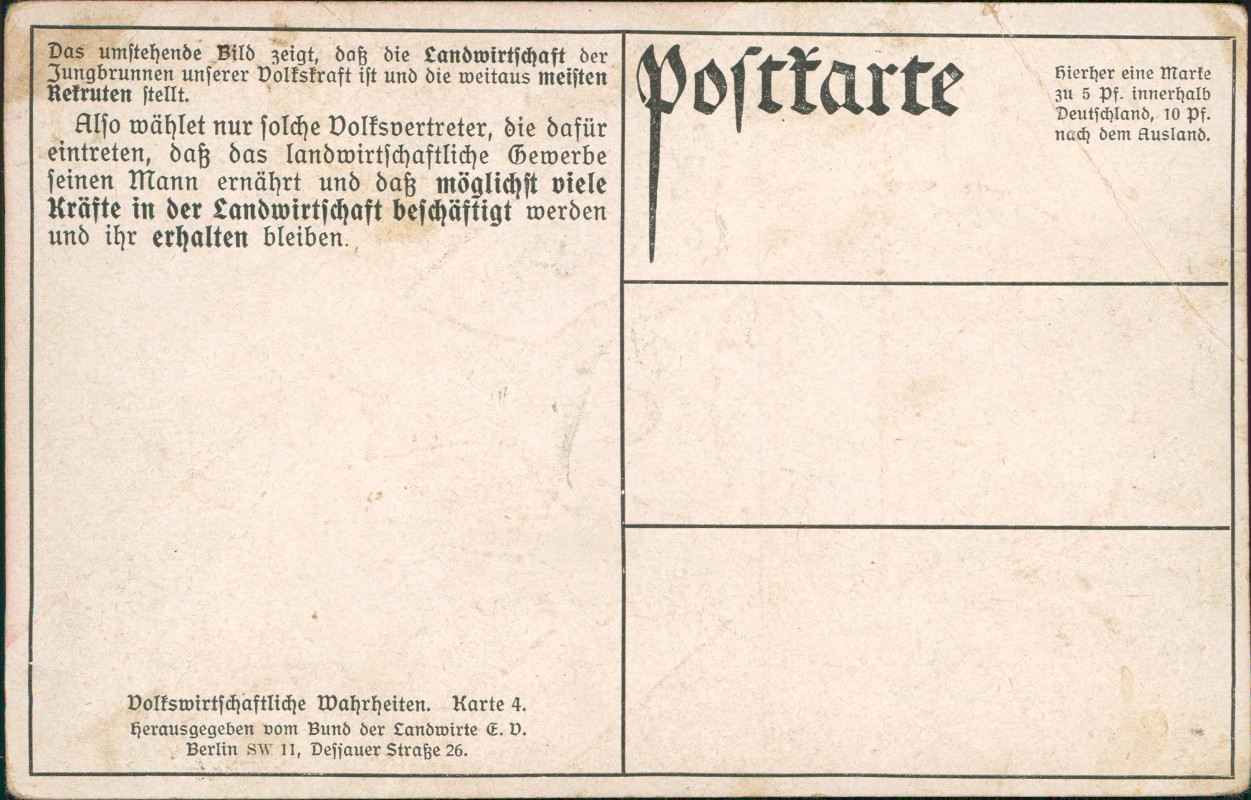 Das umstehende Bild zeigt, daß die Landwirtschaft der
Jungbrunnen unserer Volkskraft ist und die weitaus meisten
Rekruten stellt.
Also wählet nur solche Volksvertreter, die dafür
eintreten, daß das landwirtschaftliche Gewerbe
seinen Mann ernährt und daß möglichst viele
Kräfte in der Landwirtschaft beschäftigt werden
und ihr erhalten bleiben.
Volkswirtschaftliche Wahrheiten. Karte 4.
Herausgegeben vom Bund der Landwirte E. V.
Berlin SW 11, Dessauer Straße 26.
Postkarte
Hierher eine Marke
zu 5 Pf. innerhalb
Deutschland, 10 Pf.
nach dem Ausland.